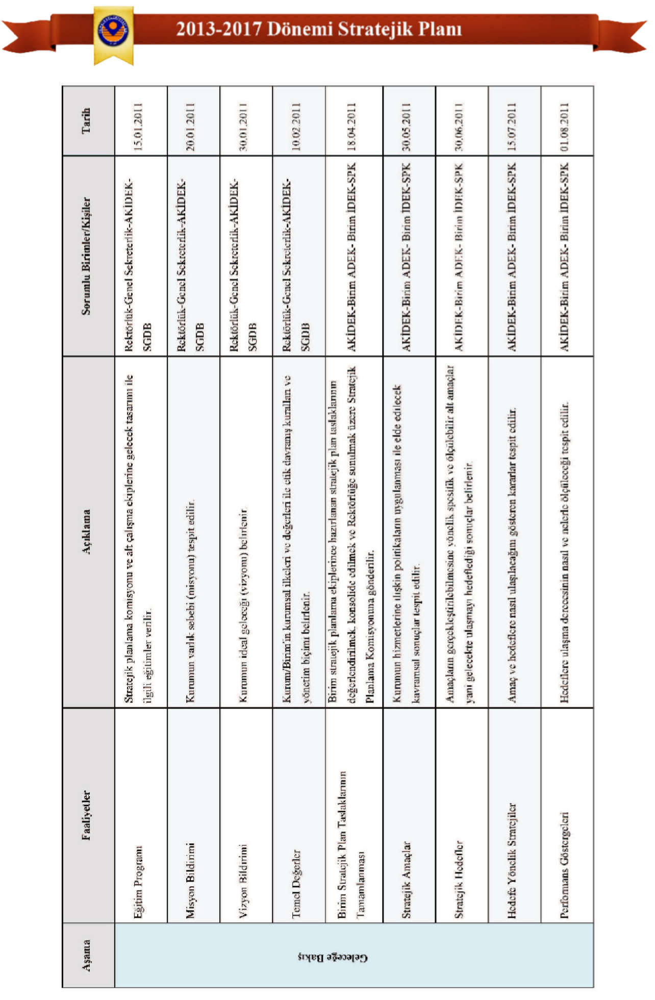 2013-2017 Dönemi Stratejik Planı
Aşama
Faaliyetler
Açıklama
Sorumlu Birimler/Kişiler
Tarih
Geleceğe Bakış
Eğitim Programı
Stratejik planlama komisyonu ve alt çalışma ekiplerine gelecek tasarımı ile
ilgili eğitimler verilir.
Rektörlük-Genel Sekreterlik-AKİDEK-
SGDB
15.01.2011
Misyon Bildirimi
Kurumun varlık sebebi (misyonu) tespit edilir.
Rektörlük-Genel Sekreterlik-AKİDEK-
SGDB
20.01.2011
Vizyon Bildirimi
Kurumun ideal geleceği (vizyonu) belirlenir.
Rektörlük-Genel Sekreterlik-AKİDEK-
SGDB
30.01.2011
Temel Değerler
Kurum/Birim'in kurumsal ilkeleri ve değerleri ile etik davranış kuralları ve
yönetim biçimi belirlenir.
Rektörlük-Genel Sekreterlik-AKİDEK-
SGDB
10.02.2011
Birim Stratejik Plan Taslaklarının
Tamamlanması
Birim stratejik planlama ekiplerince hazırlanan stratejik plan taslaklarının
değerlendirilmek, konsolide edilmek ve Rektörlüğe sunulmak üzere Stratejik
Planlama Komisyonuna gönderilir.
AKİDEK-Birim ADEK- Birim İDEK-SPK
18.04.2011
Stratejik Amaçlar
Kurumun hizmetlerine ilişkin politikaların uygulanması ile elde edilecek
kavramsal sonuçlar tespit edilir.
AKİDEK-Birim ADEK- Birim İDEK-SPK
30.05.2011
Stratejik Hedefler
Amaçların gerçekleştirilebilmesine yönelik spesifik ve ölçülebilir alt amaçlar
yani gelecekte ulaşmayı hedeflediği sonuçlar belirlenir.
AKİDEK-Birim ADEK- Birim İDEK-SPK
30.06.2011
Hedefe Yönelik Stratejiler
Amaç ve hedeflere nasıl ulaşılacağını gösteren kararlar tespit edilir.
AKİDEK-Birim ADEK- Birim İDEK-SPK
15.07.2011
Performans Göstergeleri
Hedeflere ulaşma derecesinin nasıl ve nelerle ölçüleceği tespit edilir.
AKİDEK-Birim ADEK- Birim İDEK-SPK
01.08.2011